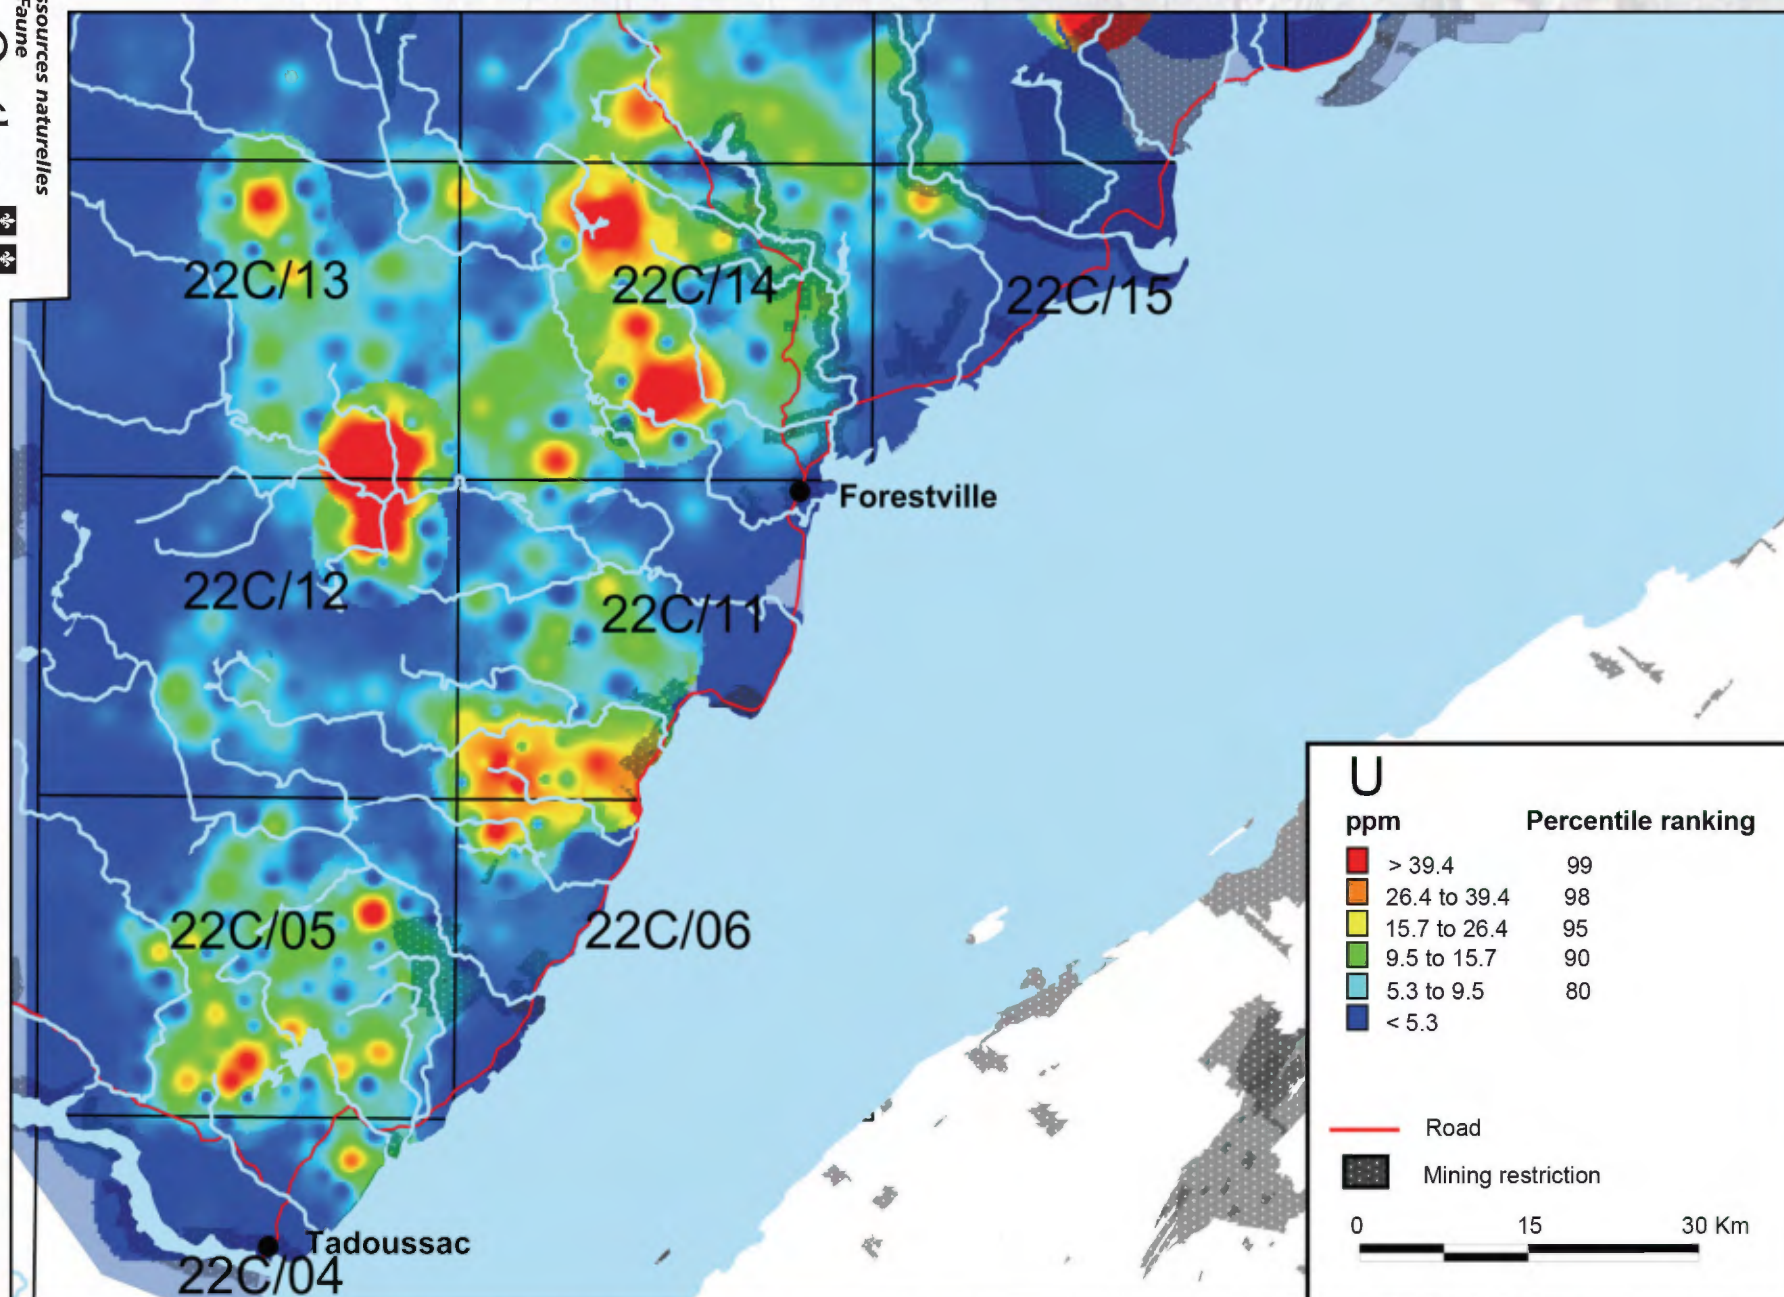 ssources naturelles
Faune
22C/13
22C/14
22C/15
Forestville
22C/12
22C/11
22C/05
22C/06
Tadoussac
22C/04
U
ppm Percentile ranking
> 39.4 99
26.4 to 39.4 98
15.7 to 26.4 95
9.5 to 15.7 90
5.3 to 9.5 80
< 5.3
Road
Mining restriction
0 15 30 Km